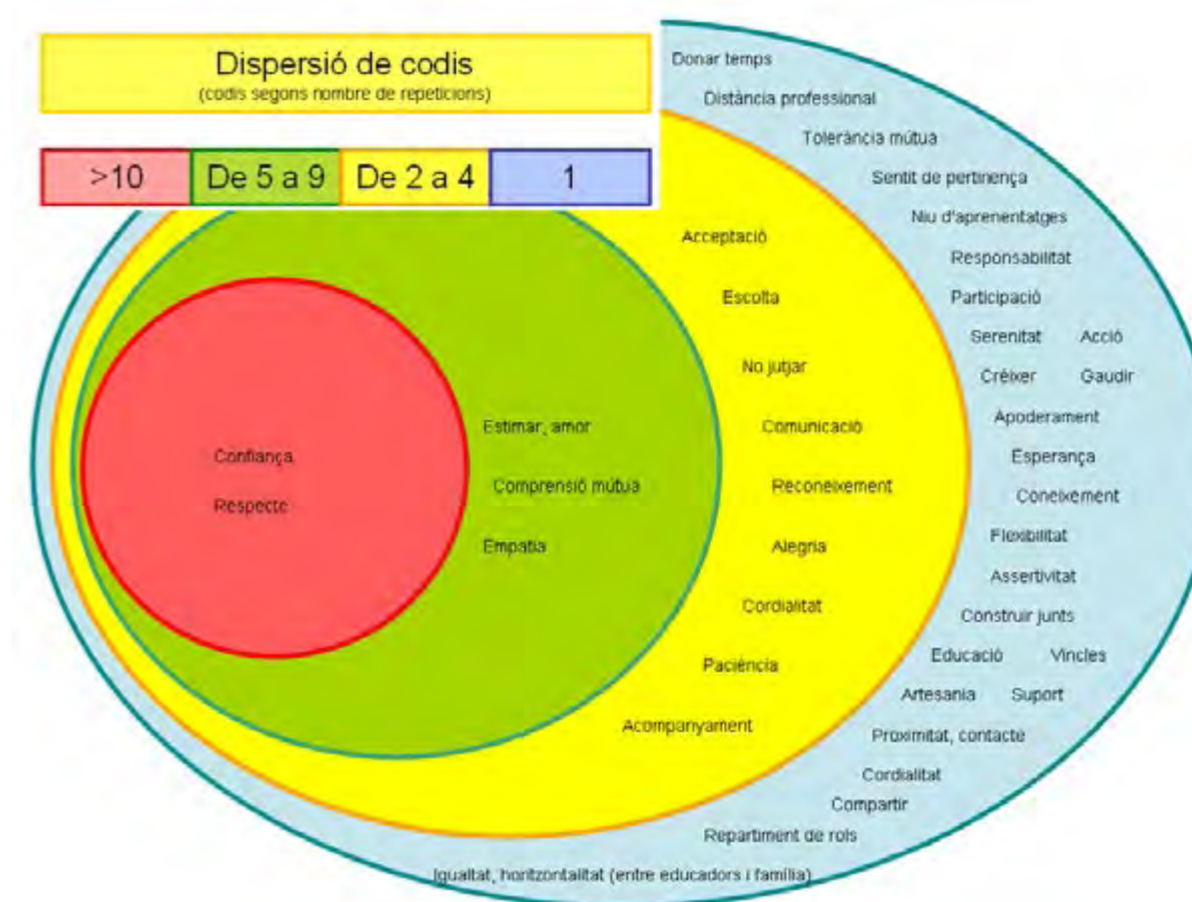 Dispersió de codis
(codis segons nombre de repeticions)
>10 De 5 a 9 De 2 a 4 1
Confiança
Respecte
Estimar, amor
Comprensió mútua
Empatia
Acceptació
Escolta
No jutjar
Comunicació
Reconeixement
Alegria
Cordialitat
Paciència
Acompanyament
Donar temps
Distància professional
Tolerància mútua
Sentit de pertinença
Niu d'aprenentatges
Responsabilitat
Participació
Serenitat Acció
Créixer Gaudir
Apoderament
Esperança
Coneixement
Flexibilitat
Assertivitat
Construir junts
Educació Vincles
Artesania Suport
Proximitat, contacte
Cordialitat
Compartir
Repartiment de rols
Igualtat, horitzontalitat (entre educadors i família)